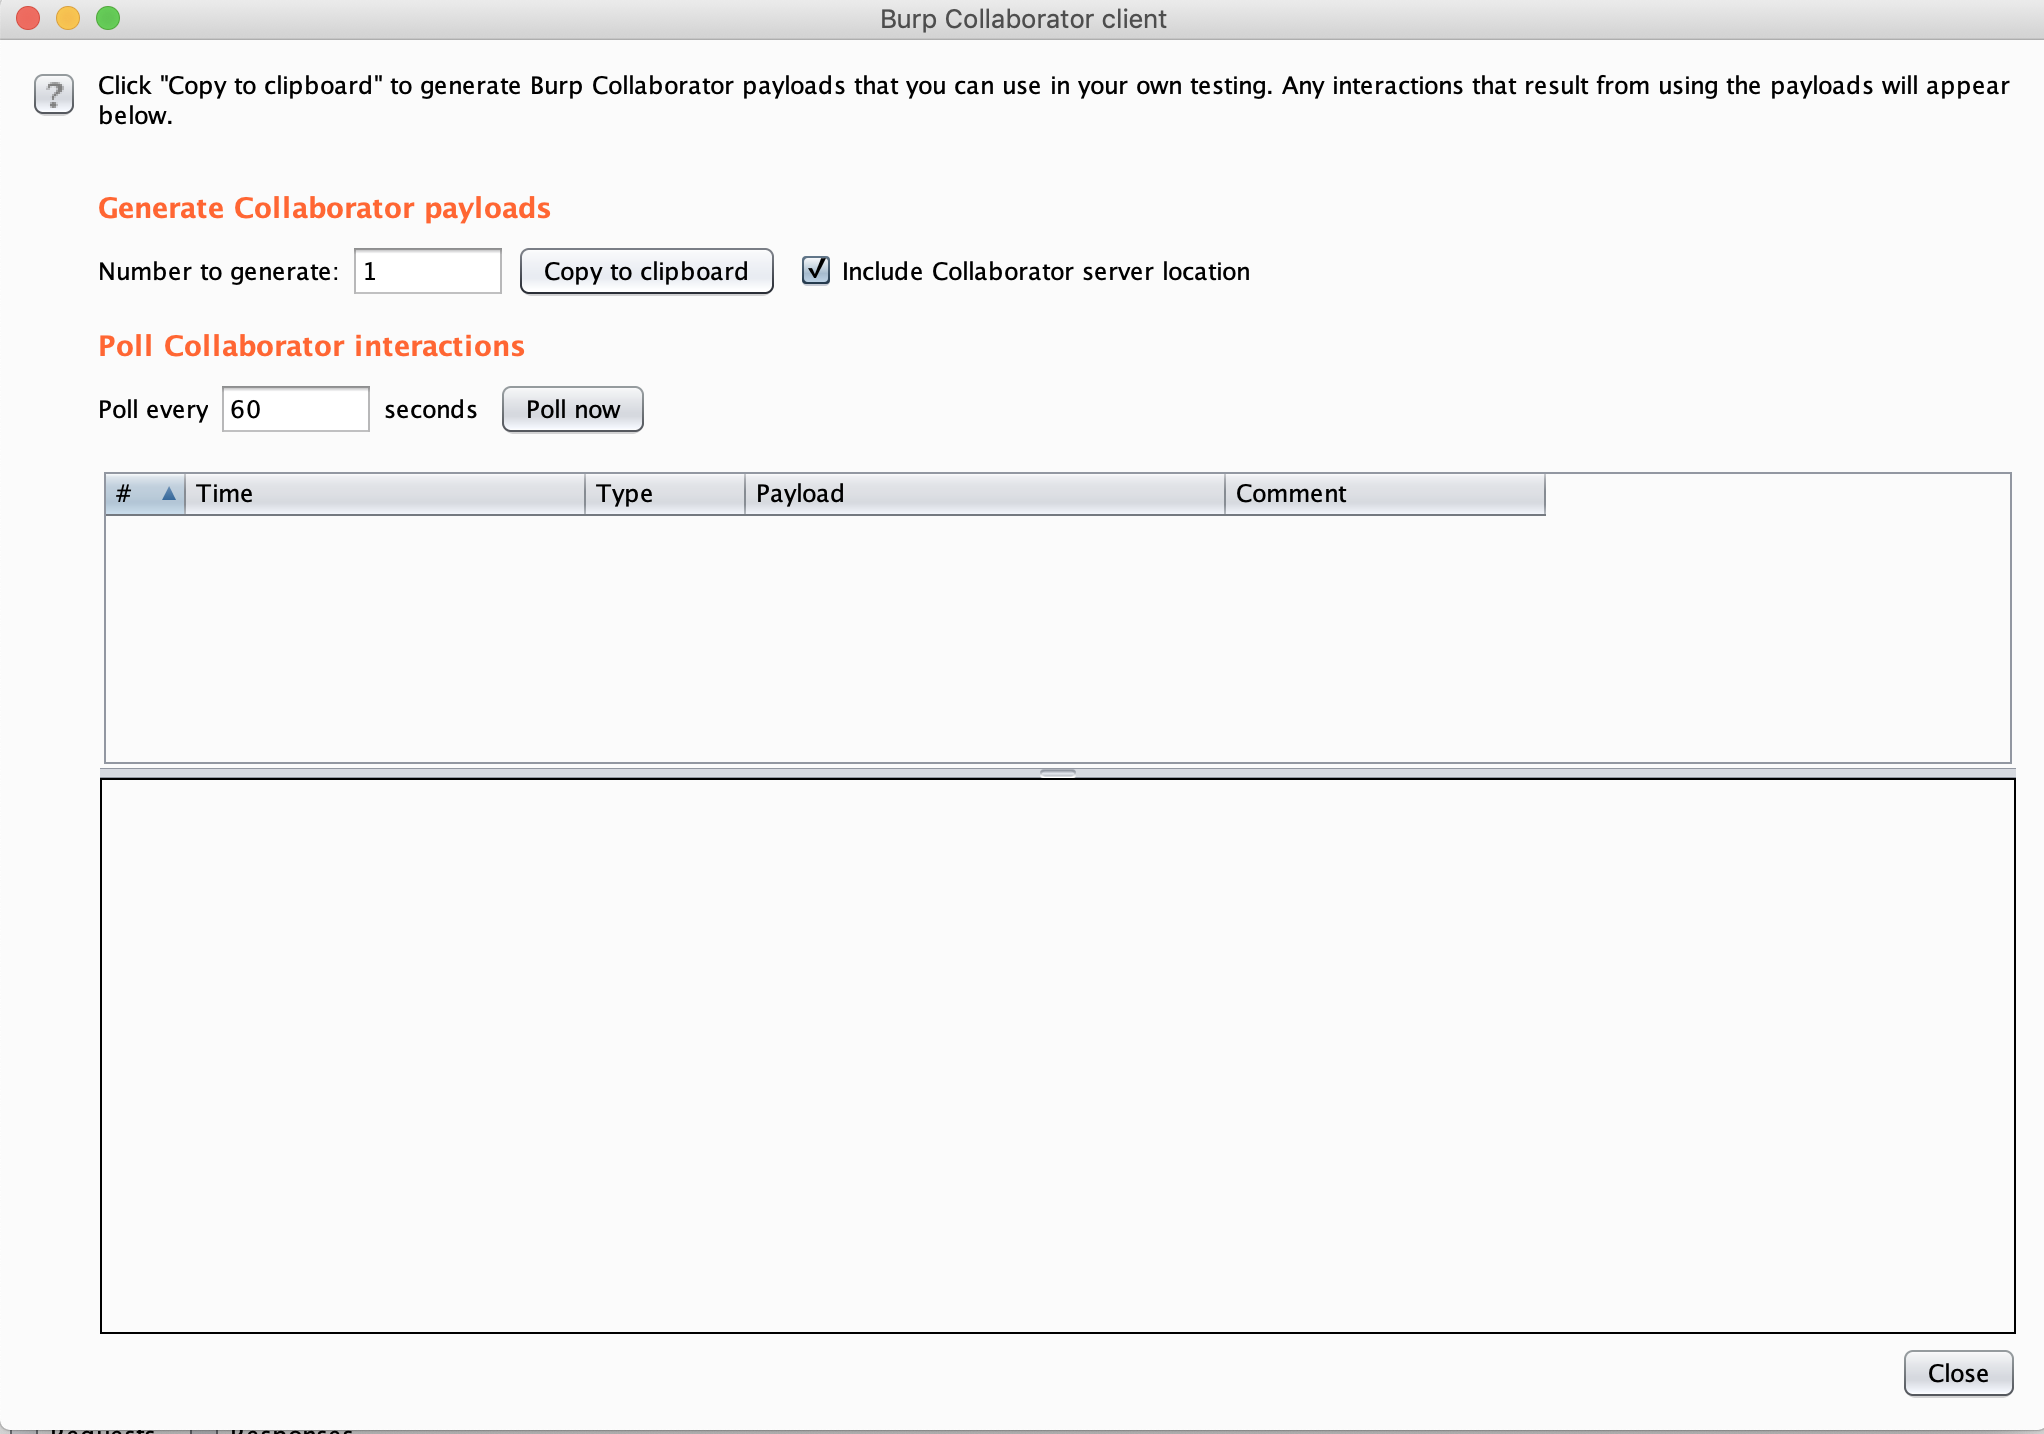 Burp Collaborator client
Click "Copy to clipboard" to generate Burp Collaborator payloads that you can use in your own testing. Any interactions that result from using the payloads will appear
below.
Generate Collaborator payloads
Number to generate: 1 Copy to clipboard Include Collaborator server location
Poll Collaborator interactions
Poll every 60 seconds Poll now
# Time Type Payload Comment
Close
Requests Responses